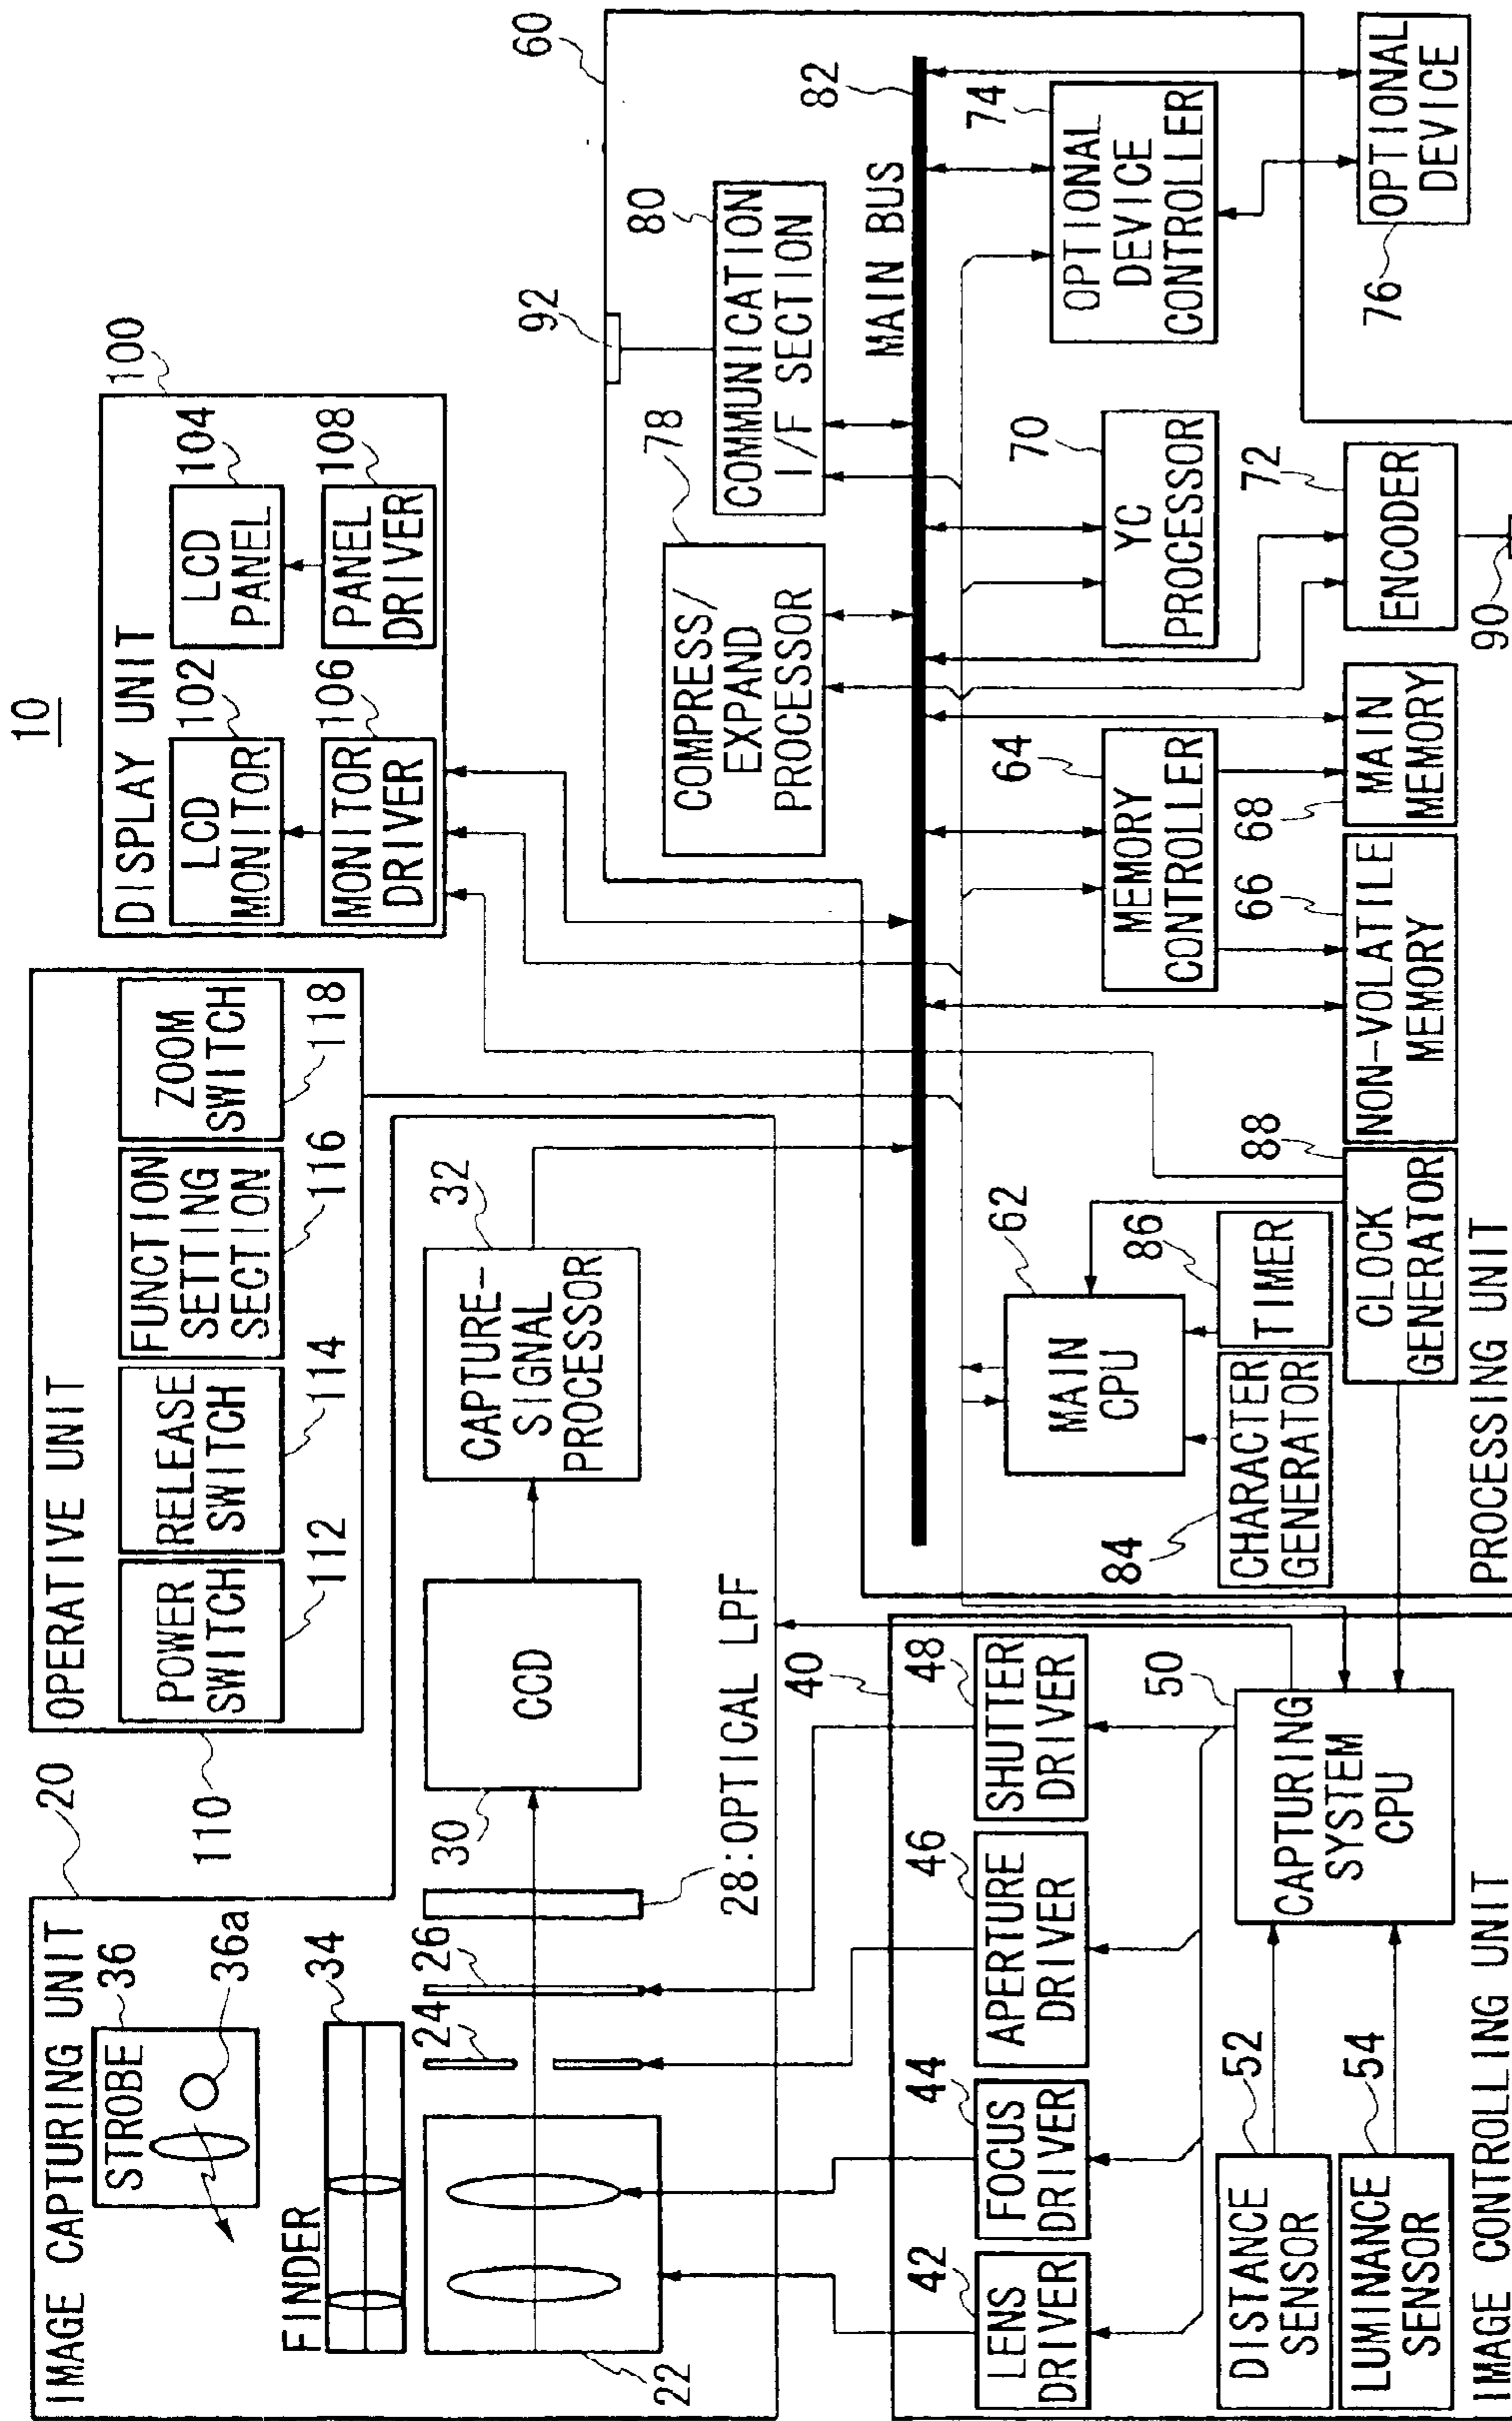 10
IMAGE CAPTURING UNIT
20
STROBE
36
36a
FINDER
34
22
24
26
28:OPTICAL LPF
30
CCD
32
CAPTURE-
SIGNAL
PROCESSOR
OPERATIVE UNIT
110
POWER
SWITCH
112
RELEASE
SWITCH
114
FUNCTION
SETTING
SECTION
116
ZOOM
SWITCH
118
DISPLAY UNIT
100
LCD
MONITOR
102
LCD
PANEL
104
MONITOR
DRIVER
106
PANEL
DRIVER
108
40
LENS
DRIVER
42
FOCUS
DRIVER
44
APERTURE
DRIVER
46
SHUTTER
DRIVER
48
CAPTURING
SYSTEM
CPU
50
DISTANCE
SENSOR
52
LUMINANCE
SENSOR
54
IMAGE CONTROLLING UNIT
60
COMPRESS/
EXPAND
PROCESSOR
78
COMMUNICATION
I/F SECTION
80
92
MAIN BUS
82
MAIN
CPU
62
CHARACTER
GENERATOR
84
TIMER
86
CLOCK
GENERATOR
88
MEMORY
CONTROLLER
64
NON-VOLATILE
MEMORY
66
MAIN
MEMORY
68
YC
PROCESSOR
70
ENCODER
72
90
OPTIONAL
DEVICE
CONTROLLER
74
OPTIONAL
DEVICE
76
PROCESSING UNIT